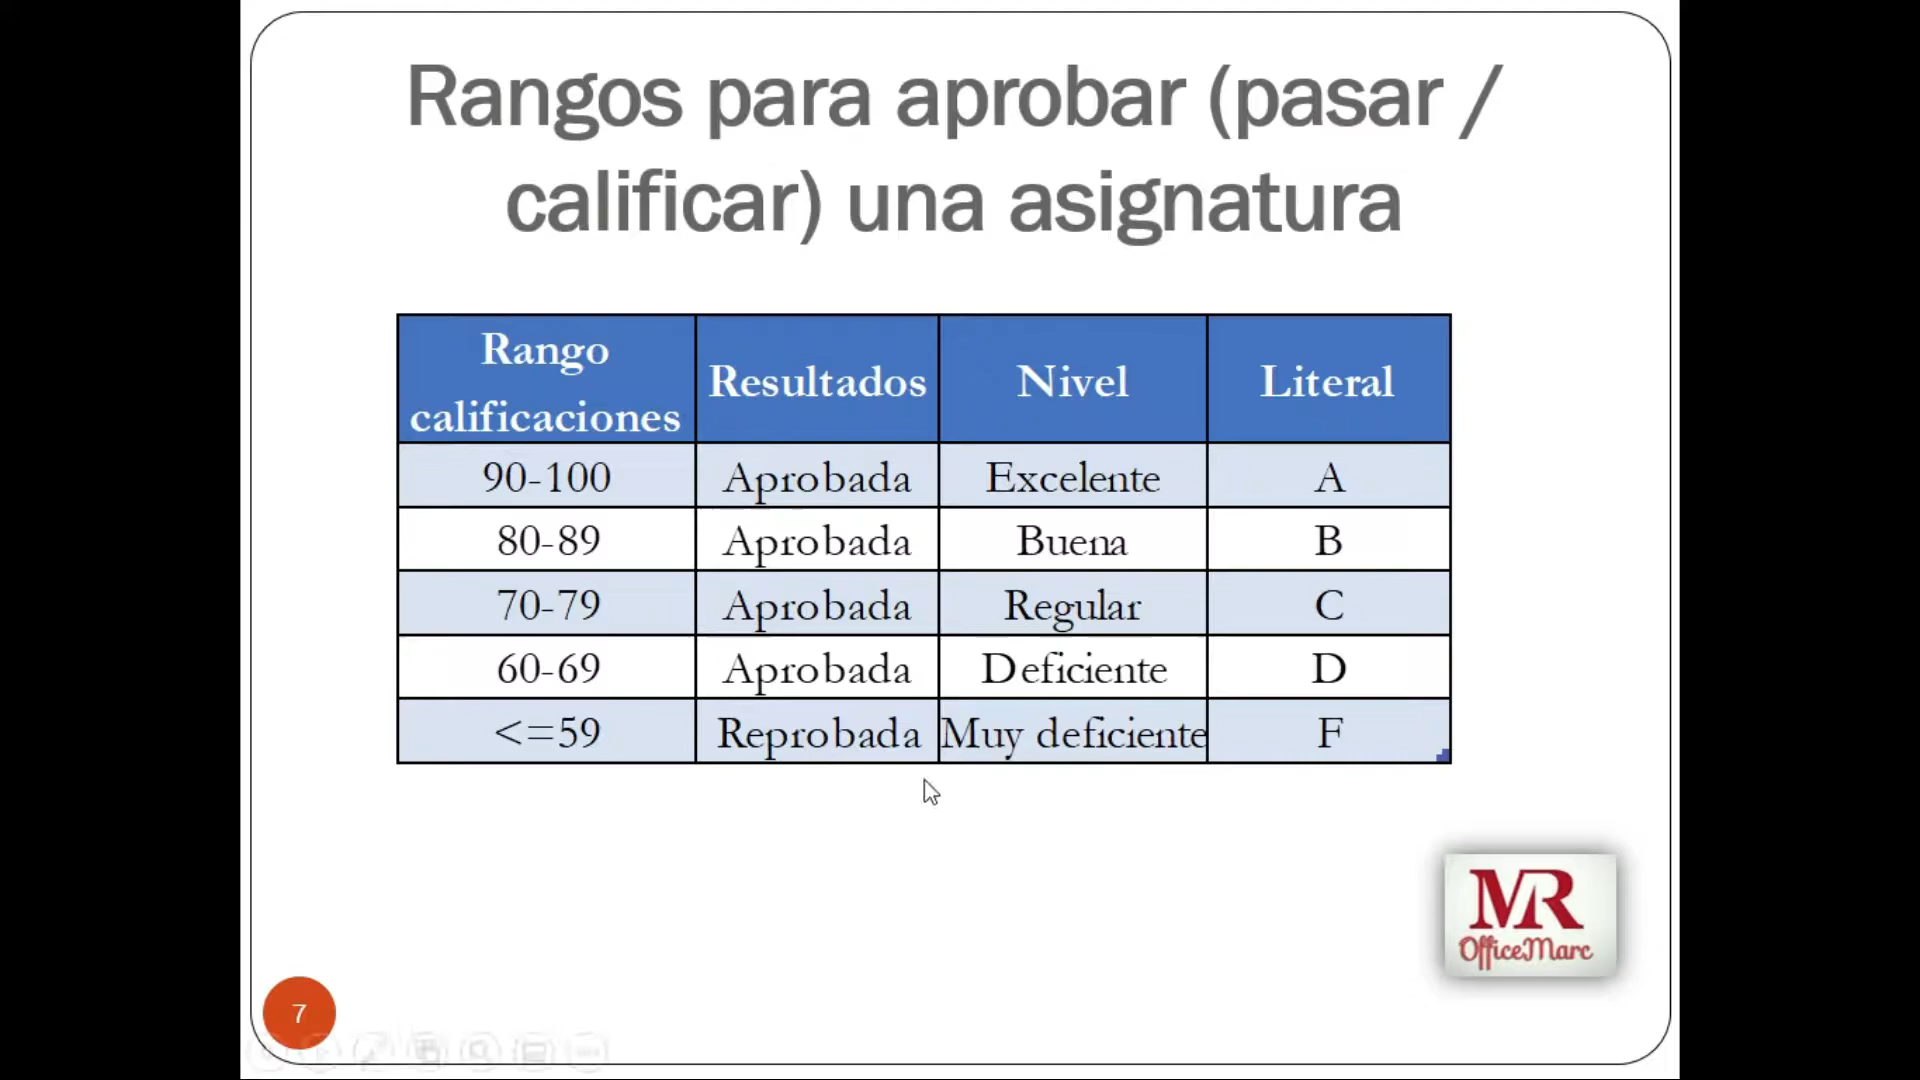 Rangos para aprobar (pasar /
calificar) una asignatura
Rango calificaciones Resultados Nivel Literal
90-100 Aprobada Excelente A
80-89 Aprobada Buena B
70-79 Aprobada Regular C
60-69 Aprobada Deficiente D
<=59 Reprobada Muy deficiente F
MR
OfficeMarc
7